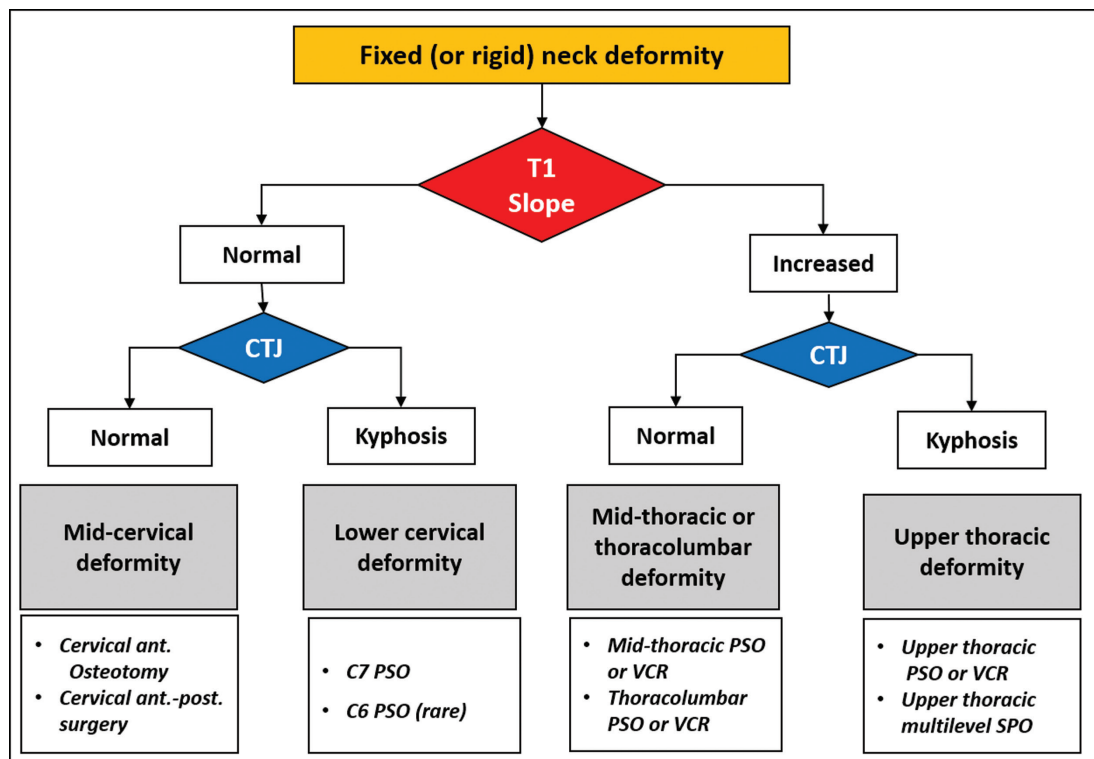 Fixed (or rigid) neck deformity
T1
Slope
Normal
Increased
CTJ
CTJ
Normal
Kyphosis
Normal
Kyphosis
Mid-cervical
deformity
Lower cervical
deformity
Mid-thoracic or
thoracolumbar
deformity
Upper thoracic
deformity
• Cervical ant.
Osteotomy
• Cervical ant.-post.
surgery
• C7 PSO
• C6 PSO (rare)
• Mid-thoracic PSO
or VCR
• Thoracolumbar
PSO or VCR
• Upper thoracic
PSO or VCR
• Upper thoracic
multilevel SPO